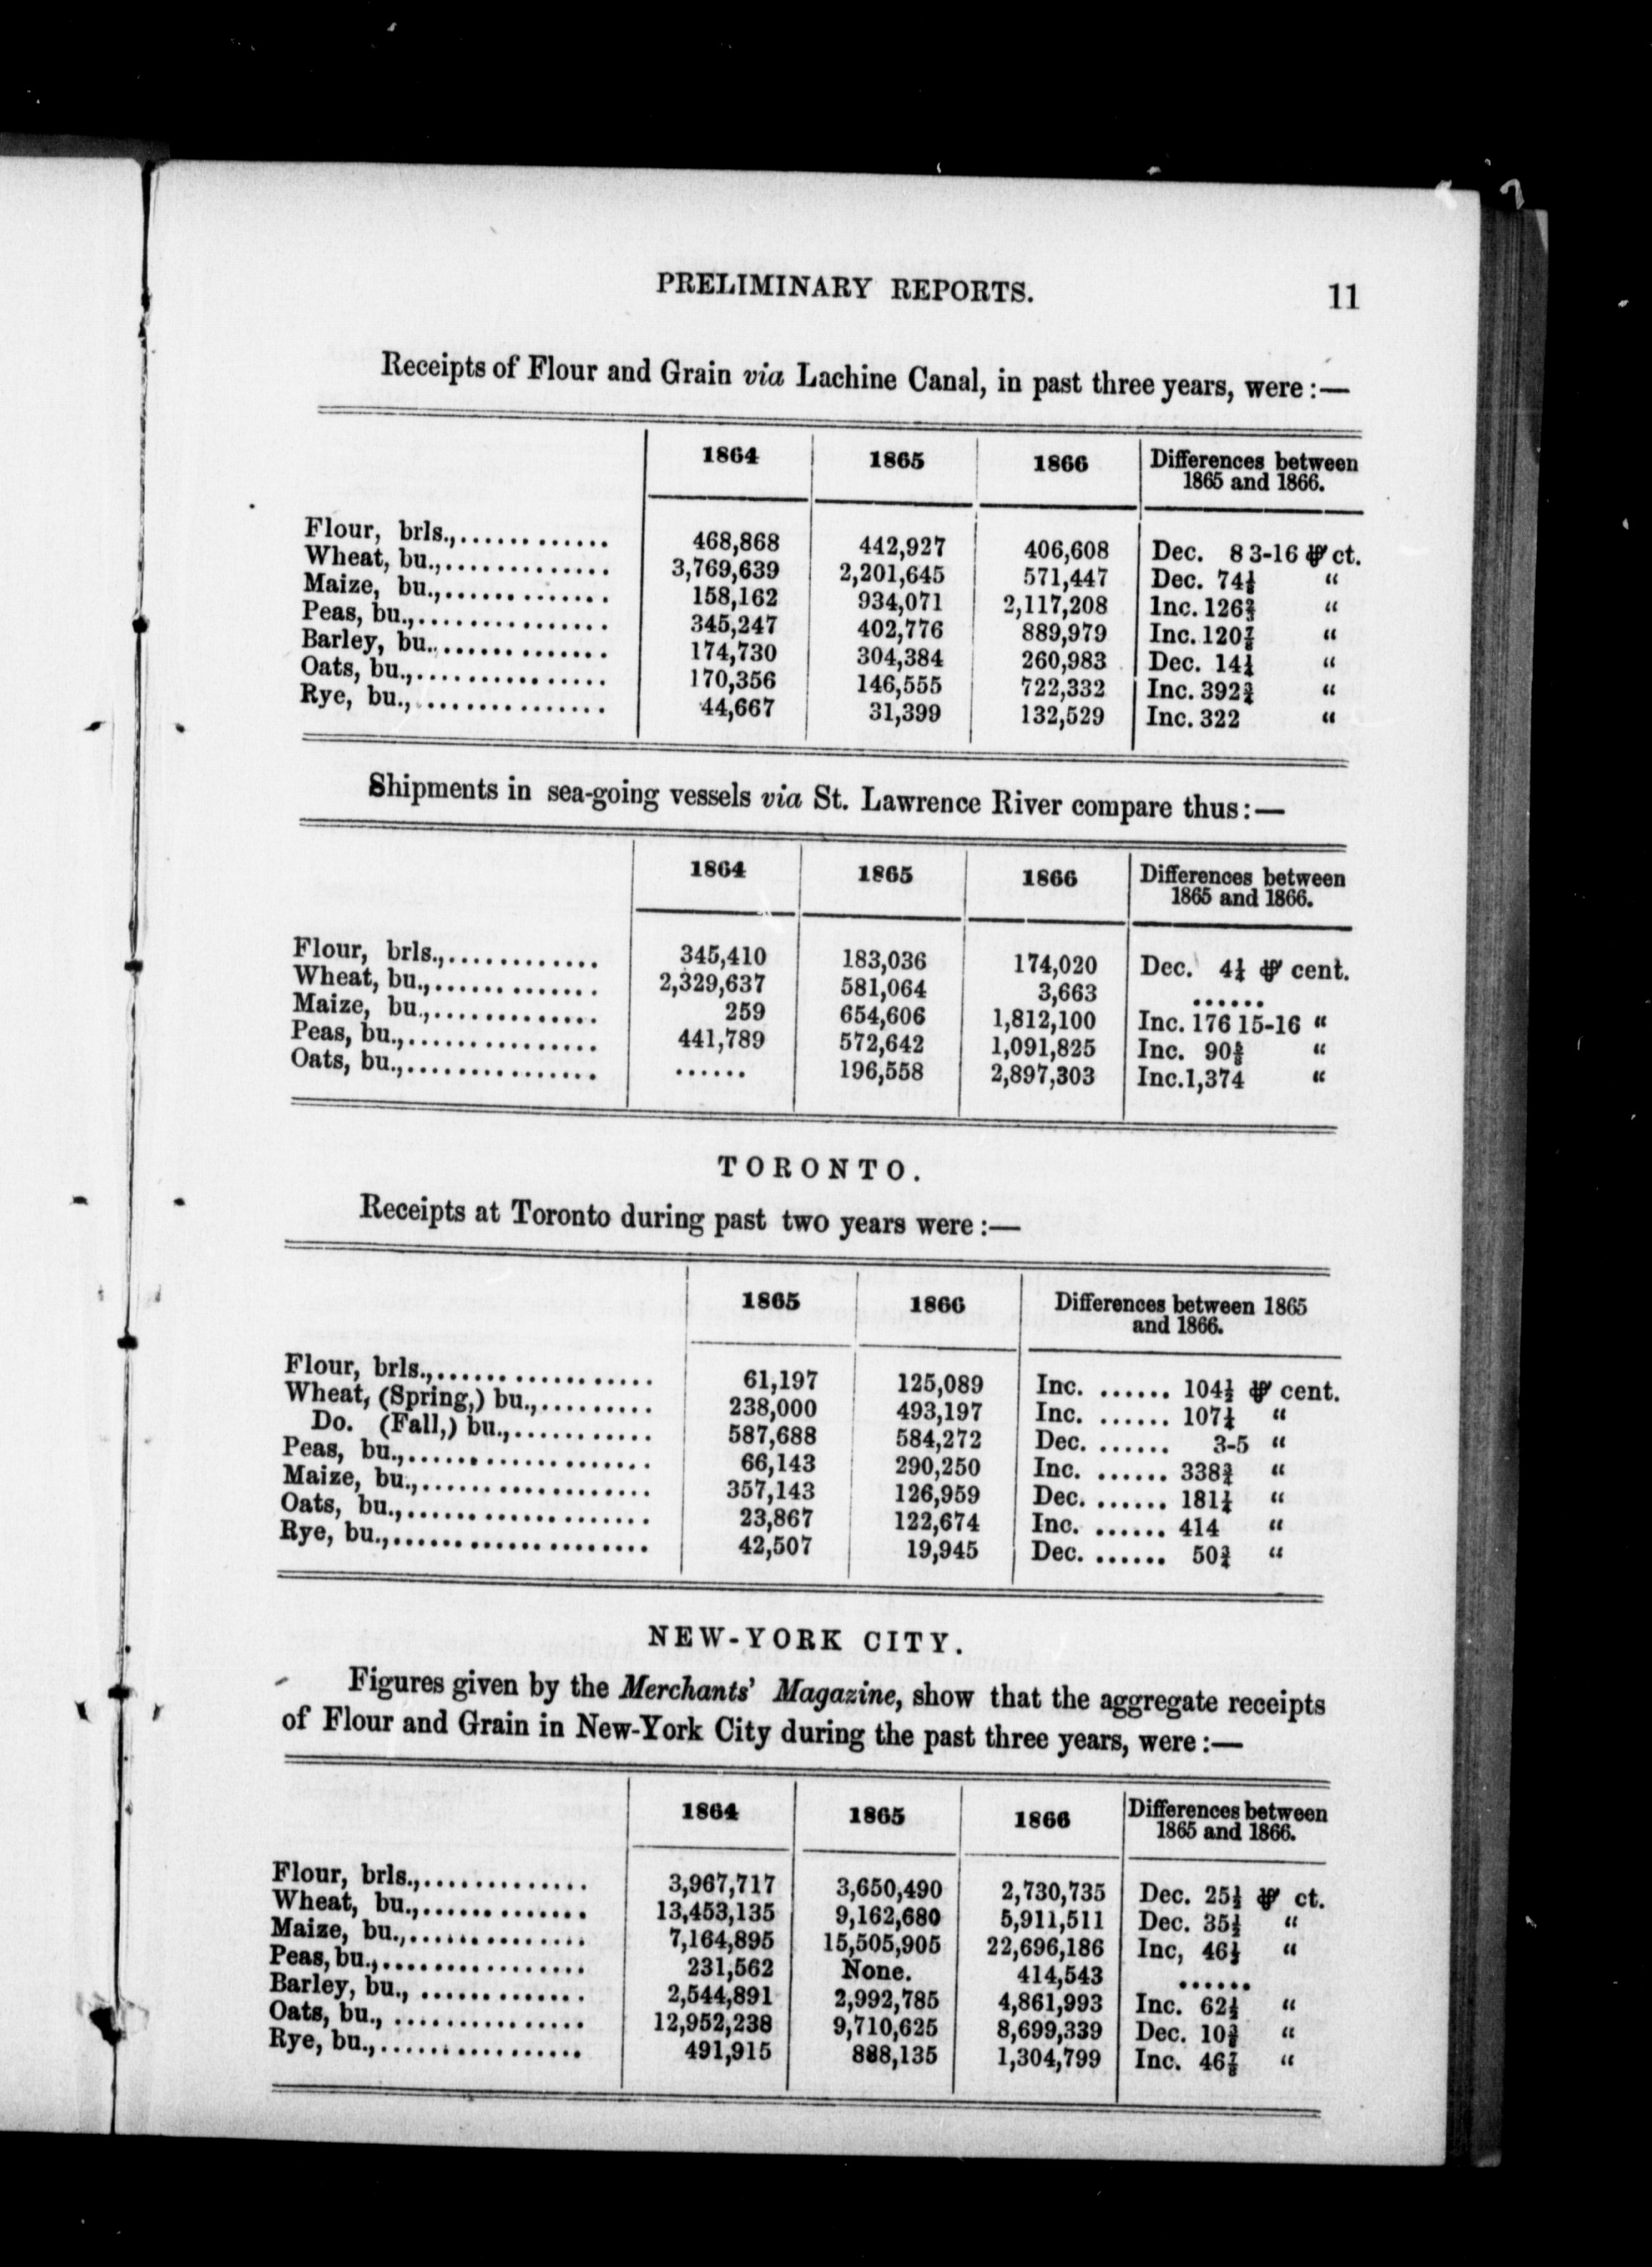 PRELIMINARY REPORTS. 11
Receipts of Flour and Grain via Lachine Canal, in past three years, were :—
1864 1865 1866 Differences between
1865 and 1866.
Flour, brls.,............ 468,868 442,927 406,608 Dec. 8 3-16 ⅌ ct.
Wheat, bu.,............. 3,769,639 2,201,645 571,447 Dec. 74⅛ “
Maize, bu.,............. 158,162 934,071 2,117,208 Inc. 126⅔ “
Peas, bu.,............... 345,247 402,776 889,979 Inc. 120⅞ “
Barley, bu.............. 174,730 304,384 260,983 Dec. 14¼ “
Oats, bu.,............... 170,356 146,555 722,332 Inc. 392¾ “
Rye, bu.,.............. 44,667 31,399 132,529 Inc. 322 “
Shipments in sea-going vessels via St. Lawrence River compare thus:—
1864 1865 1866 Differences between
1865 and 1866.
Flour, brls.,............ 345,410 183,036 174,020 Dec. 4¼ ⅌ cent.
Wheat, bu.,............. 2,329,637 581,064 3,663 ......
Maize, bu.,............. 259 654,606 1,812,100 Inc. 176 15-16 “
Peas, bu.,............... 441,789 572,642 1,091,825 Inc. 90⅝ “
Oats, bu.,............... ...... 196,558 2,897,303 Inc.1,374 “
TORONTO.
Receipts at Toronto during past two years were :—
1865 1866 Differences between 1865
and 1866.
Flour, brls.,.................. 61,197 125,089 Inc. ...... 104½ ⅌ cent.
Wheat, (Spring,) bu.,......... 238,000 493,197 Inc. ...... 107¼ “
Do. (Fall,) bu.,........... 587,688 584,272 Dec. ...... 3-5 “
Peas, bu.,.................... 66,143 290,250 Inc. ...... 338¾ “
Maize, bu.,................... 357,143 126,959 Dec. ...... 181¼ “
Oats, bu.,.................... 23,867 122,674 Inc. ...... 414 “
Rye, bu.,..................... 42,507 19,945 Dec. ...... 50¾ “
NEW-YORK CITY.
Figures given by the Merchants’ Magazine, show that the aggregate receipts
of Flour and Grain in New-York City during the past three years, were :—
1864 1865 1866 Differences between
1865 and 1866.
Flour, brls.,............. 3,967,717 3,650,490 2,730,735 Dec. 25¼ ⅌ ct.
Wheat, bu.,............. 13,453,135 9,162,680 5,911,511 Dec. 35½ “
Maize, bu.,.............. 7,164,895 15,505,905 22,696,186 Inc, 46⅓ “
Peas, bu.,................ 231,562 None. 414,543 ......
Barley, bu., ............. 2,544,891 2,992,785 4,861,993 Inc. 62½ “
Oats, bu., ............... 12,952,238 9,710,625 8,699,339 Dec. 10⅜ “
Rye, bu.,................ 491,915 888,135 1,304,799 Inc. 46⅞ “